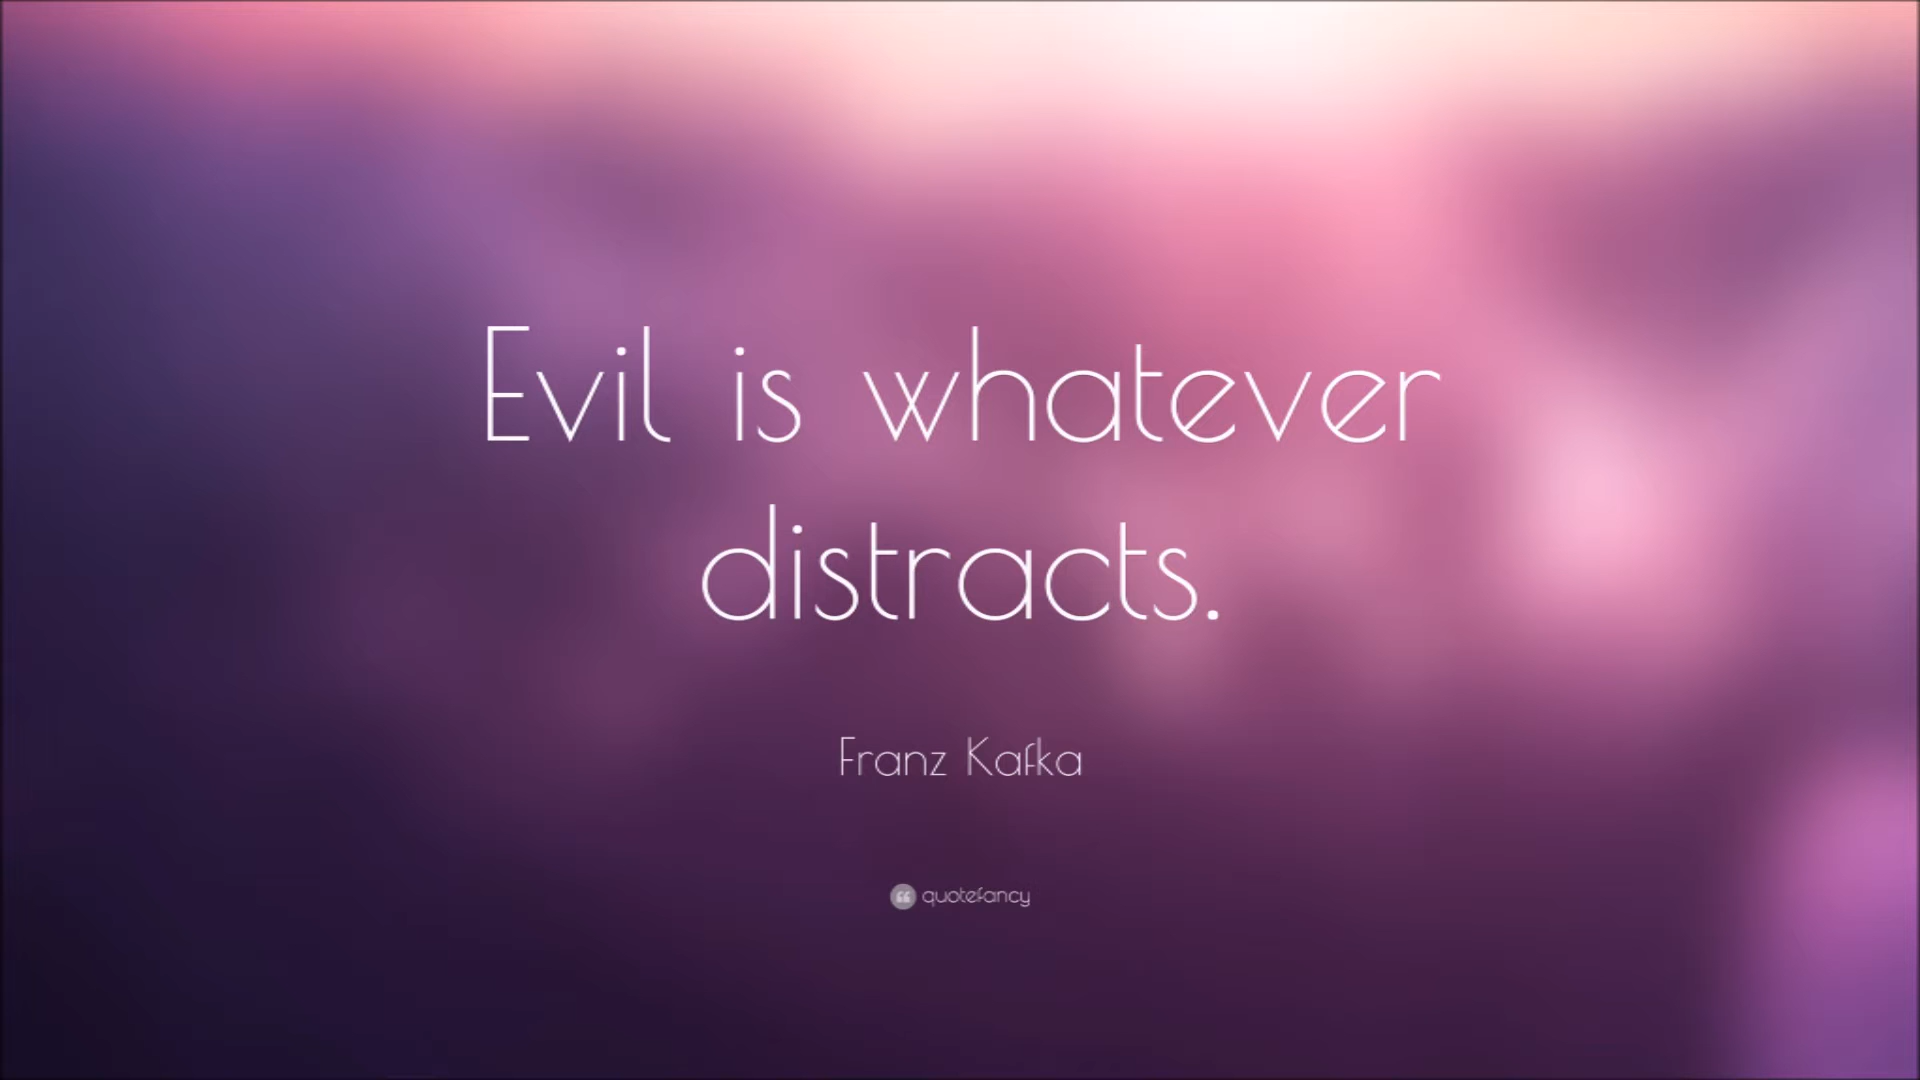 Evil is whatever
distracts.
Franz Kafka
quotefancy